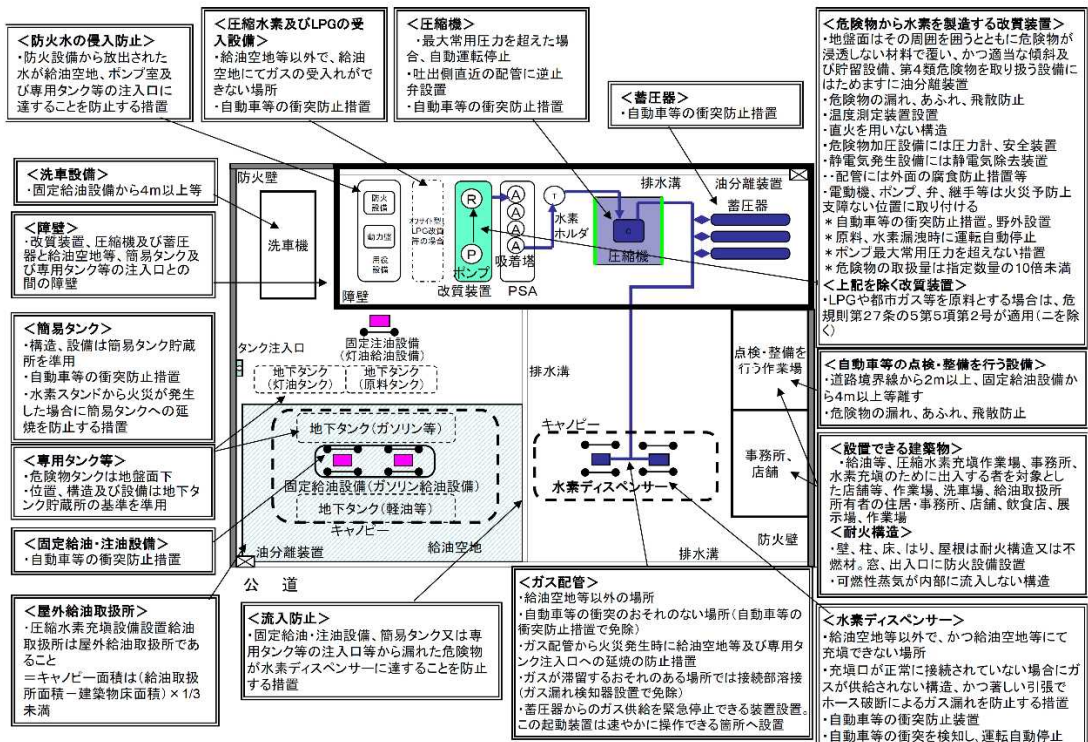 <防火水の侵入防止>
・防火設備から放出された
水が給油空地、ポンプ室及
び専用タンク等の注入口に
達することを防止する措置
<圧縮水素及びLPGの受
入設備>
・給油空地等以外で、給油
空地にてガスの受入れがで
きない場所
・自動車等の衝突防止措置
<圧縮機>
・最大常用圧力を超えた場
合、自動運転停止
・吐出側直近の配管に逆止
弁設置
・自動車等の衝突防止措置
<蓄圧器>
・自動車等の衝突防止措置
<危険物から水素を製造する改質装置>
・地盤面はその周囲を囲うとともに危険物が
浸透しない材料で覆い、かつ適当な傾斜及
び貯留設備、第4類危険物を取り扱う設備に
はためますに油分離装置
・危険物の漏れ、あふれ、飛散防止
・温度測定装置設置
・直火を用いない構造
・危険物加圧設備には圧力計、安全装置
・静電気発生設備には静電気除去装置
・・配管には外面の腐食防止措置等
・電動機、ポンプ、弁、継手等は火災予防上
支障ない位置に取り付ける
＊自動車等の衝突防止措置。野外設置
＊原料、水素漏洩時に運転自動停止
＊ポンプ最大常用圧力を超えない措置
＊危険物の取扱量は指定数量の10倍未満
<上記を除く改質装置>
・LPGや都市ガス等を原料とする場合は、危
規則第27条の5第5項第2号が適用(ニを除
く)
<洗車設備>
・固定給油設備から4m以上等
<障壁>
・改質装置、圧縮機及び蓄圧
器と給油空地等、簡易タンク及
び専用タンク等の注入口との
間の障壁
<簡易タンク>
・構造、設備は簡易タンク貯蔵
所を準用
・自動車等の衝突防止措置
・水素スタンドから火災が発
生した場合に簡易タンクへの延
焼を防止する措置
<専用タンク等>
・危険物タンクは地盤面下
・位置、構造及び設備は地下タ
ンク貯蔵所の基準を準用
<固定給油・注油設備>
・自動車等の衝突防止措置
<屋外給油取扱所>
・圧縮水素充填設備設置給油
取扱所は屋外給油取扱所であ
ること
＝キャノピー面積は(給油取扱
所面積－建築物床面積)×1/3
未満
防火壁
洗車機
防火
設備
動力盤
オフサイト型、
LPG改質
等の場合
R
P
ポンプ
改質装置
A
A
A
A
吸着塔
PSA
T
水素
ホルダ
C
圧縮機
排水溝
油分離装置
蓄圧器
障壁
タンク注入口
固定注油設備
(灯油給油設備)
地下タンク
(灯油タンク)
地下タンク
(原料タンク)
排水溝
地下タンク(ガソリン等)
固定給油設備(ガソリン給油設備)
地下タンク(軽油等)
キャノピー
油分離装置
給油空地
公 道
キャノピー
水素ディスペンサー
排水溝
点検・整備を
行う作業場
事務所、
店舗
防火壁
<自動車等の点検・整備を行う設備>
・道路境界線から2m以上、固定給油設備か
ら4m以上等離す
・危険物の漏れ、あふれ、飛散防止
<設置できる建築物>
・給油等、圧縮水素充填作業場、事務所、
水素充填のために出入する者を対象とし
た店舗等、作業場、洗車場、給油取扱所
所有者の住居・事務所、店舗、飲食店、展
示場、作業場
<耐火構造>
・壁、柱、床、はり、屋根は耐火構造又は不
燃材。窓、出入口に防火設備設置
・可燃性蒸気が内部に流入しない構造
<流入防止>
・固定給油・注油設備、簡易タンク又は専
用タンク等の注入口等から漏れた危険物
が水素ディスペンサーに達することを防止
する措置
<ガス配管>
・給油空地等以外の場所
・自動車等の衝突のおそれのない場所(自動車等の
衝突防止措置で免除)
・ガス配管から火災発生時に給油空地等及び専用タ
ンク注入口への延焼の防止措置
・ガスが滞留するおそれのある場所では接続部溶接
(ガス漏れ検知器設置で免除)
・蓄圧器からのガス供給を緊急停止できる装置設置。
この起動装置は速やかに操作できる箇所へ設置
<水素ディスペンサー>
・給油空地等以外で、かつ給油空地等にて
充填できない場所
・充填口が正常に接続されていない場合にガ
スが供給されない構造、かつ著しい引張で
ホース破断によるガス漏れを防止する措置
・自動車等の衝突防止装置
・自動車等の衝突を検知し、運転自動停止